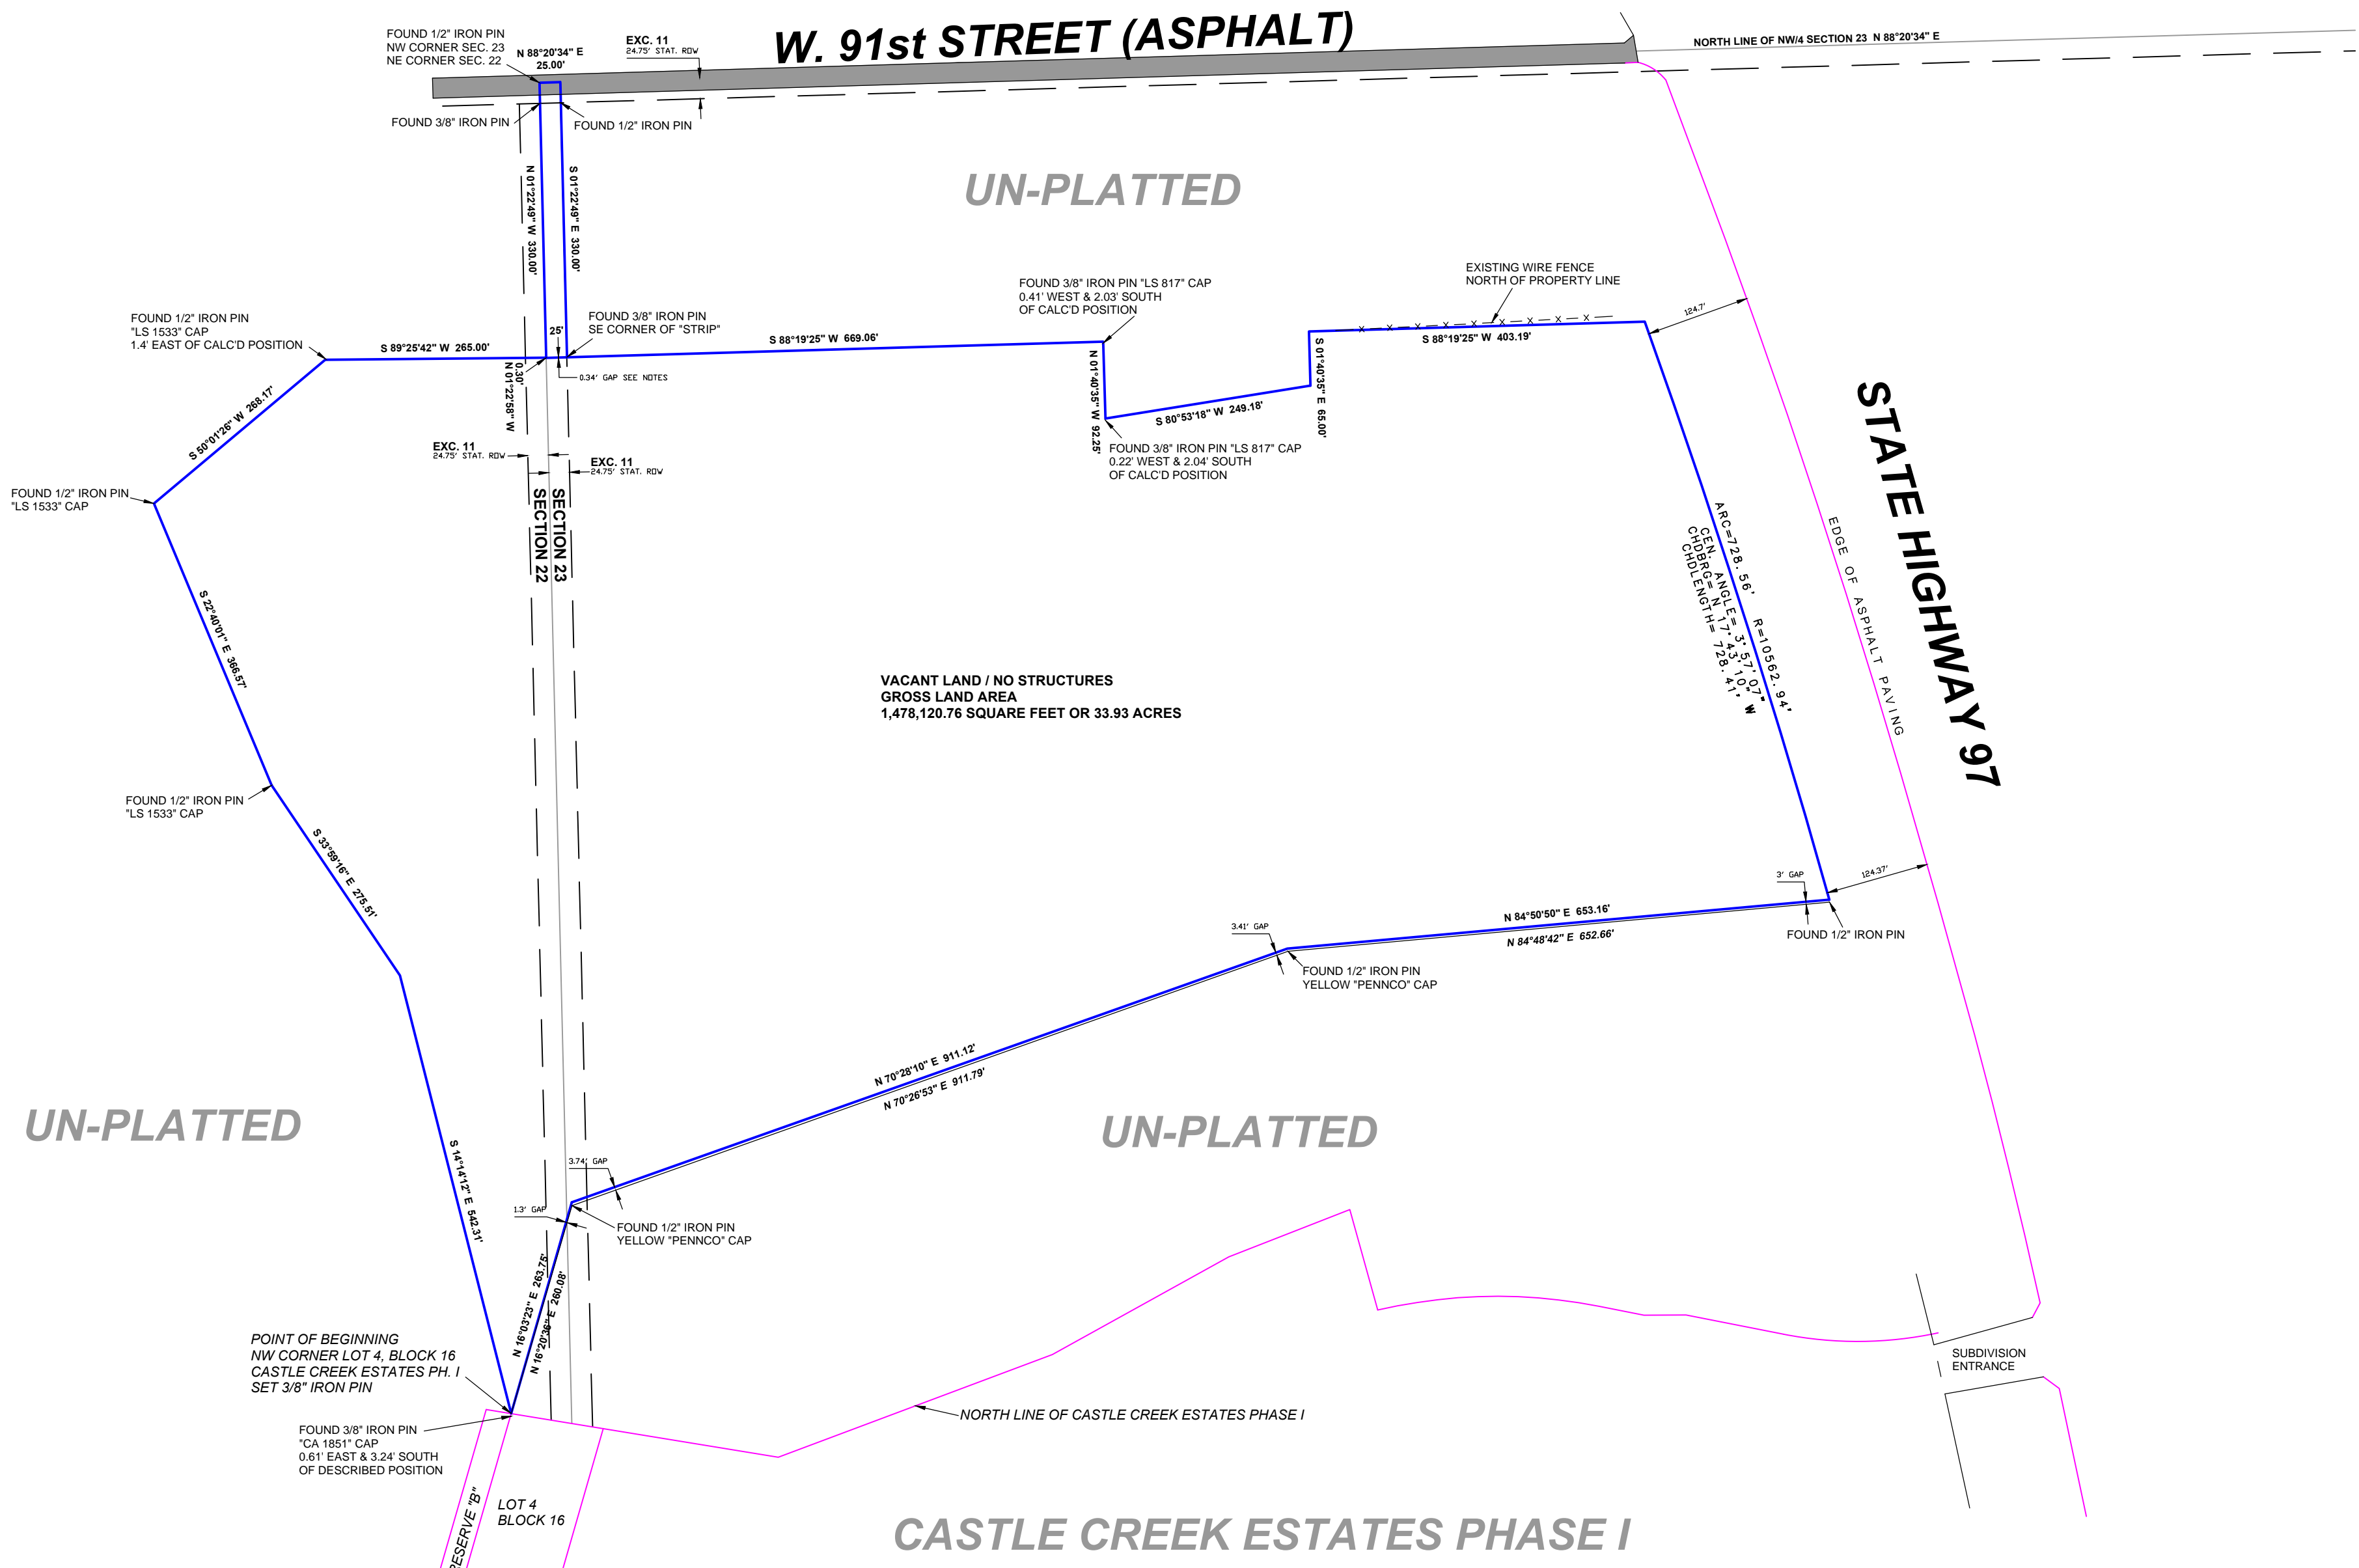 W. 91st STREET (ASPHALT)
FOUND 1/2" IRON PIN
NW CORNER SEC. 23
NE CORNER SEC. 22
N 88°20'34" E
25.00'
EXC. 11
24.75' STAT. ROW
NORTH LINE OF NW/4 SECTION 23 N 88°20'34" E
FOUND 3/8" IRON PIN
FOUND 1/2" IRON PIN
N 01°22'49" W 330.00'
S 01°22'49" E 330.00'
UN-PLATTED
EXISTING WIRE FENCE
NORTH OF PROPERTY LINE
FOUND 3/8" IRON PIN "LS 817" CAP
0.41' WEST & 2.03' SOUTH
OF CALC'D POSITION
124.7'
FOUND 1/2" IRON PIN
"LS 1533" CAP
1.4' EAST OF CALC'D POSITION
FOUND 3/8" IRON PIN
SE CORNER OF "STRIP"
25'
S 89°25'42" W 265.00'
S 88°19'25" W 669.06'
X X X X X X X X X
S 88°19'25" W 403.19'
0.30'
N 01°22'58" W
0.34' GAP SEE NOTES
N 01°40'35" W 92.25'
S 80°53'18" W 249.18'
S 01°40'35" E 65.00'
S 50°01'26" W 268.17'
EXC. 11
24.75' STAT. ROW
EXC. 11
24.75' STAT. ROW
FOUND 3/8" IRON PIN "LS 817" CAP
0.22' WEST & 2.04' SOUTH
OF CALC'D POSITION
STATE HIGHWAY 97
FOUND 1/2" IRON PIN
"LS 1533" CAP
SECTION 22
SECTION 23
ARC=728.56' R=10562.94'
CEN. ANGLE= 3°57'07"
CHDBRG= N 17°43'10" W
CHDLENGTH= 728.41'
EDGE OF ASPHALT PAVING
S 22°40'01" E 366.57'
VACANT LAND / NO STRUCTURES
GROSS LAND AREA
1,478,120.76 SQUARE FEET OR 33.93 ACRES
FOUND 1/2" IRON PIN
"LS 1533" CAP
S 33°59'16" E 275.51'
3' GAP
124.37'
N 84°50'50" E 653.16'
N 84°48'42" E 652.66'
FOUND 1/2" IRON PIN
3.41' GAP
FOUND 1/2" IRON PIN
YELLOW "PENNCO" CAP
N 70°28'10" E 911.12'
N 70°26'53" E 911.79'
UN-PLATTED
UN-PLATTED
S 14°14'12" E 542.31'
3.74' GAP
1.3' GAP
FOUND 1/2" IRON PIN
YELLOW "PENNCO" CAP
N 16°03'23" E 263.75'
N 16°20'36" E 260.08'
POINT OF BEGINNING
NW CORNER LOT 4, BLOCK 16
CASTLE CREEK ESTATES PH. I
SET 3/8" IRON PIN
SUBDIVISION
ENTRANCE
NORTH LINE OF CASTLE CREEK ESTATES PHASE I
FOUND 3/8" IRON PIN
"CA 1851" CAP
0.61' EAST & 3.24' SOUTH
OF DESCRIBED POSITION
LOT 4
BLOCK 16
RESERVE "B"
CASTLE CREEK ESTATES PHASE I